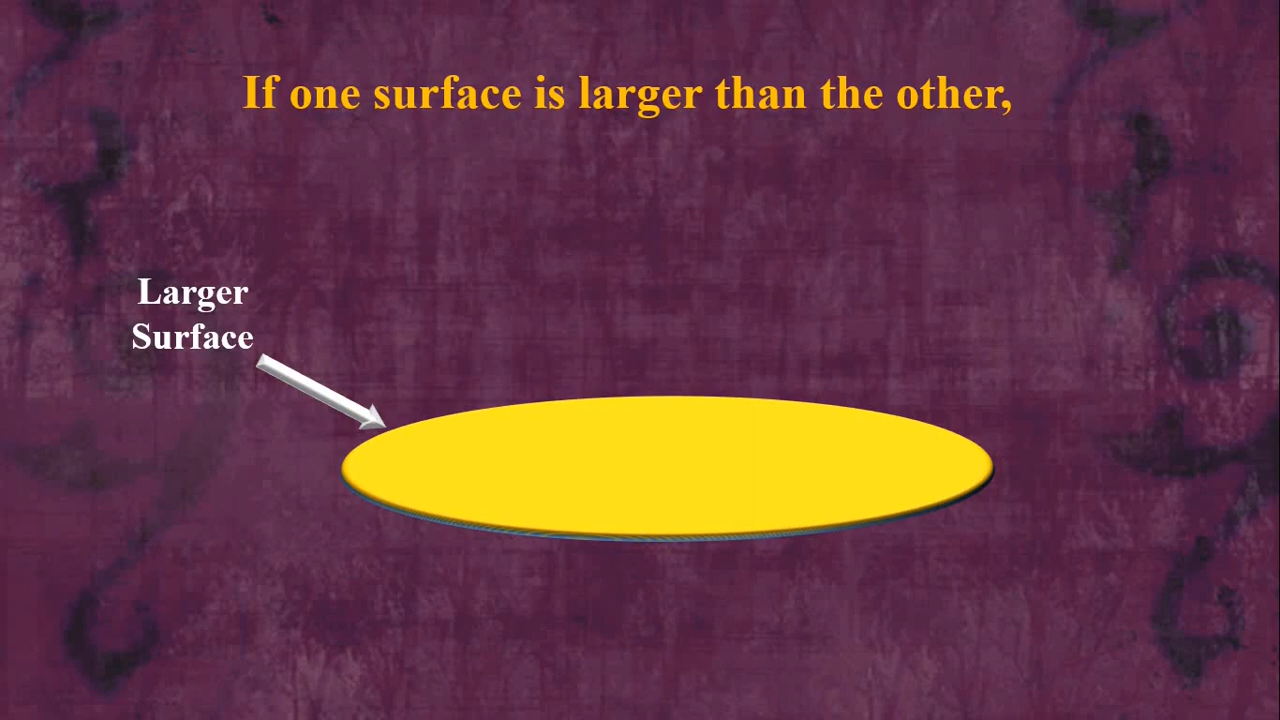 If one surface is larger than the other,
Larger
Surface